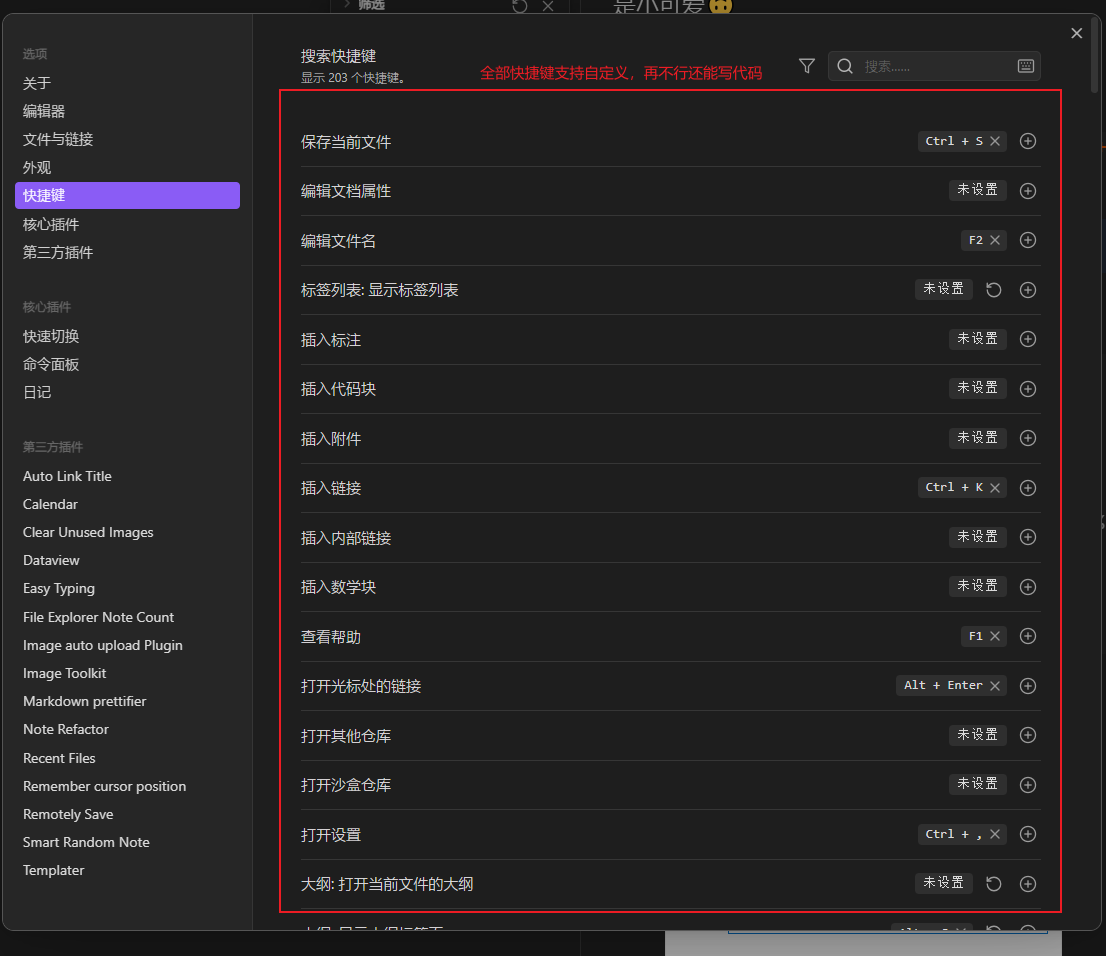 筛选
是小可爱
选项
关于
编辑器
文件与链接
外观
快捷键
核心插件
第三方插件
核心插件
快速切换
命令面板
日记
第三方插件
Auto Link Title
Calendar
Clear Unused Images
Dataview
Easy Typing
File Explorer Note Count
Image auto upload Plugin
Image Toolkit
Markdown prettifier
Note Refactor
Recent Files
Remember cursor position
Remotely Save
Smart Random Note
Templater
搜索快捷键
显示 203 个快捷键。
全部快捷键支持自定义，再不行还能写代码
搜索……
保存当前文件 Ctrl + S
编辑文档属性 未设置
编辑文件名 F2
标签列表: 显示标签列表 未设置
插入标注 未设置
插入代码块 未设置
插入附件 未设置
插入链接 Ctrl + K
插入内部链接 未设置
插入数学块 未设置
查看帮助 F1
打开光标处的链接 Alt + Enter
打开其他仓库 未设置
打开沙盒仓库 未设置
打开设置 Ctrl + ,
大纲: 打开当前文件的大纲 未设置